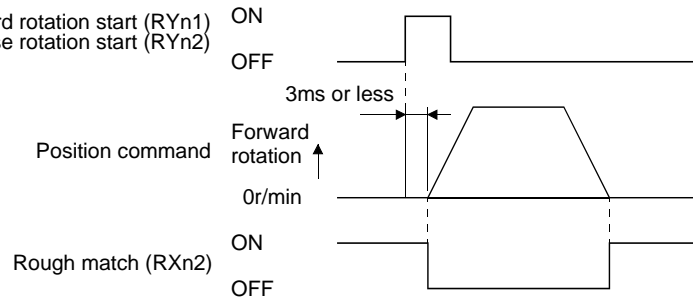 rd rotation start (RYn1)
se rotation start (RYn2)
ON
OFF
3ms or less
Position command
Forward
rotation
0r/min
Rough match (RXn2)
ON
OFF